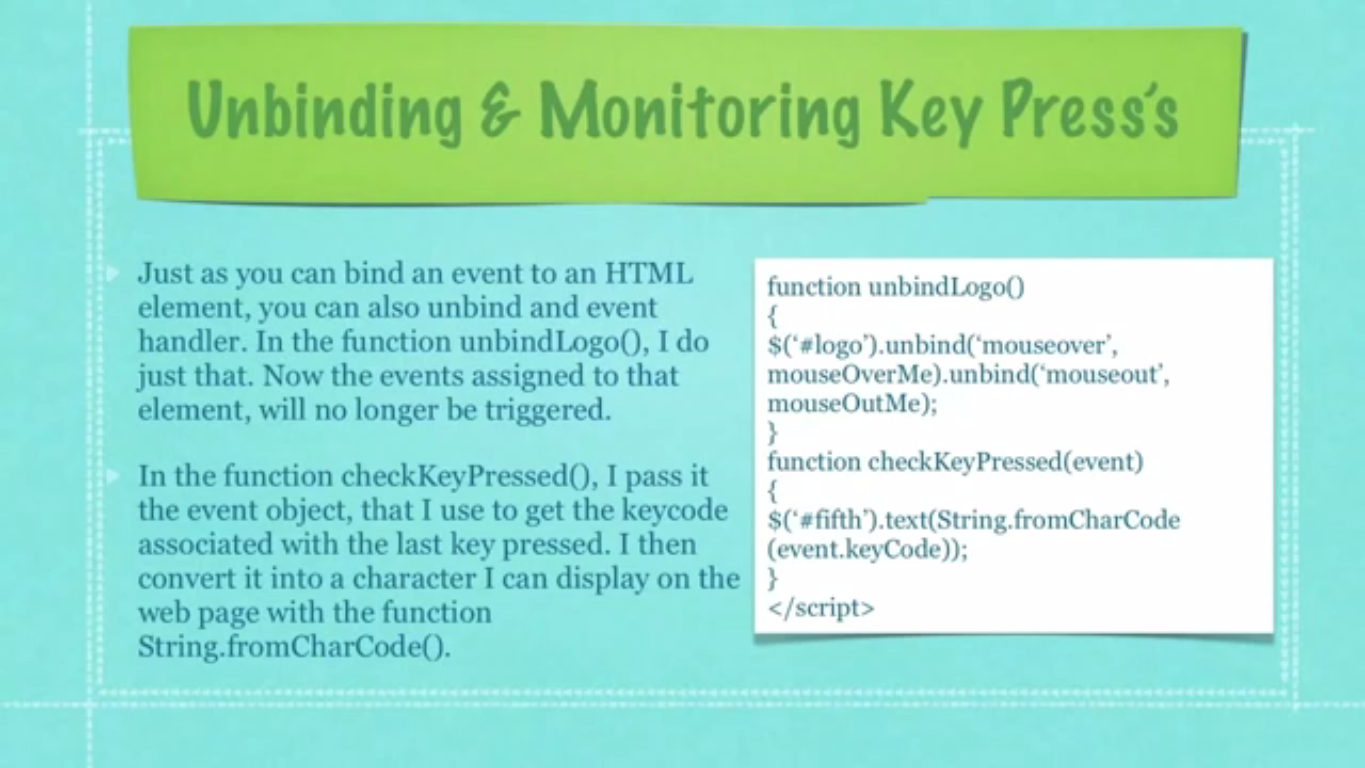 Unbinding & Monitoring Key Press's
Just as you can bind an event to an HTML
element, you can also unbind and event
handler. In the function unbindLogo(), I do
just that. Now the events assigned to that
element, will no longer be triggered.
In the function checkKeyPressed(), I pass it
the event object, that I use to get the keycode
associated with the last key pressed. I then
convert it into a character I can display on the
web page with the function
String.fromCharCode().
function unbindLogo()
{
$(‘#logo’).unbind(‘mouseover’,
mouseOverMe).unbind(‘mouseout’,
mouseOutMe);
}
function checkKeyPressed(event)
{
$(‘#fifth’).text(String.fromCharCode
(event.keyCode));
}
</script>